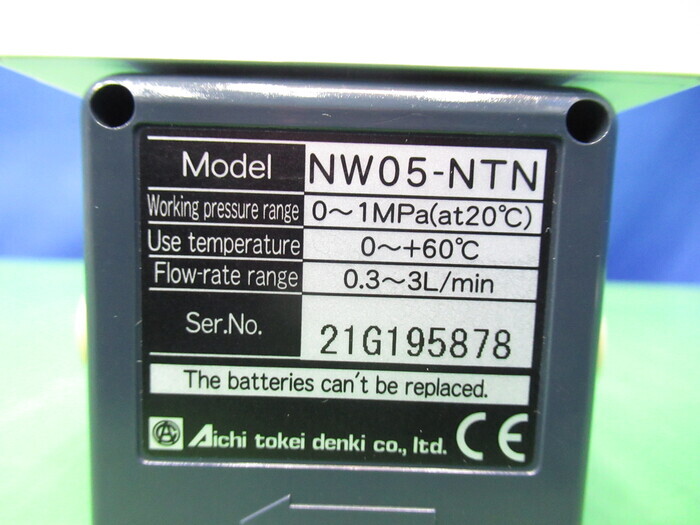 Model NW05-NTN
Working pressure range 0～1MPa(at20℃)
Use temperature 0～+60℃
Flow-rate range 0.3～3L/min
Ser.No. 21G195878
The batteries can't be replaced.
Aichi tokei denki co., ltd. CE